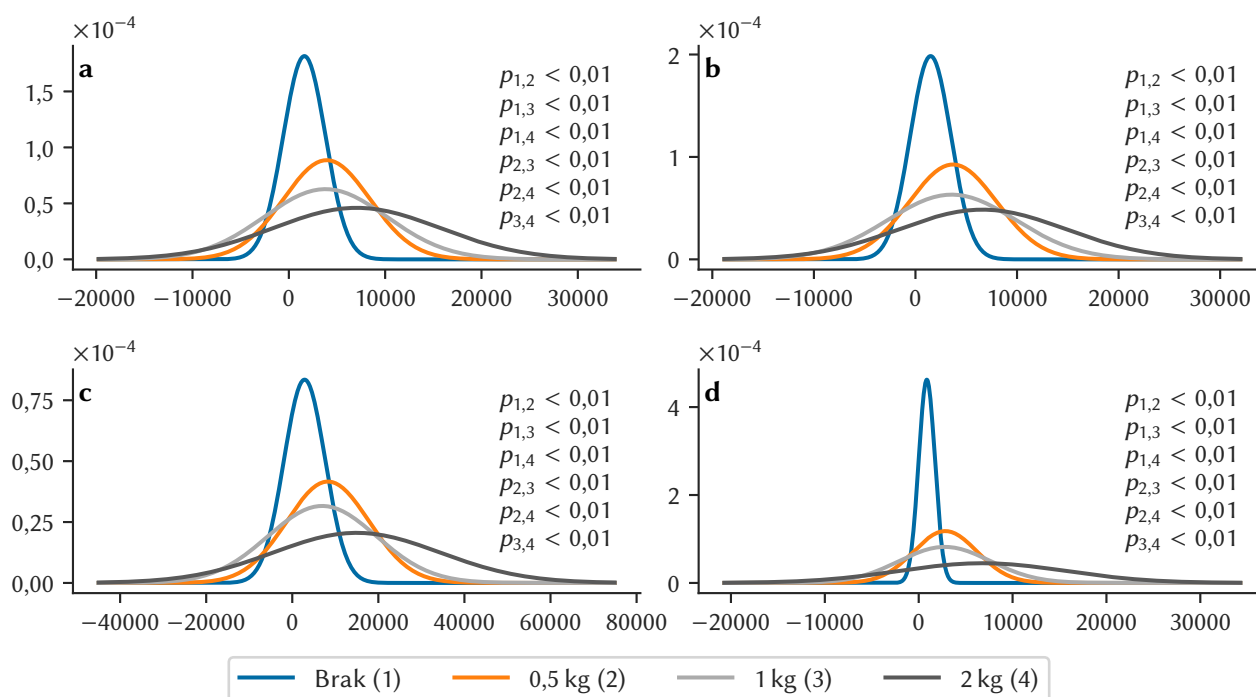 ×10⁻⁴
a
p₁,₂ < 0,01
p₁,₃ < 0,01
p₁,₄ < 0,01
p₂,₃ < 0,01
p₂,₄ < 0,01
p₃,₄ < 0,01
1,5
1,0
0,5
0,0
−20000 −10000 0 10000 20000 30000
×10⁻⁴
b
p₁,₂ < 0,01
p₁,₃ < 0,01
p₁,₄ < 0,01
p₂,₃ < 0,01
p₂,₄ < 0,01
p₃,₄ < 0,01
2
1
0
−20000 −10000 0 10000 20000 30000
×10⁻⁴
c
p₁,₂ < 0,01
p₁,₃ < 0,01
p₁,₄ < 0,01
p₂,₃ < 0,01
p₂,₄ < 0,01
p₃,₄ < 0,01
0,75
0,50
0,25
0,00
−40000 −20000 0 20000 40000 60000 80000
×10⁻⁴
d
p₁,₂ < 0,01
p₁,₃ < 0,01
p₁,₄ < 0,01
p₂,₃ < 0,01
p₂,₄ < 0,01
p₃,₄ < 0,01
4
2
0
−20000 −10000 0 10000 20000 30000
Brak (1) 0,5 kg (2) 1 kg (3) 2 kg (4)